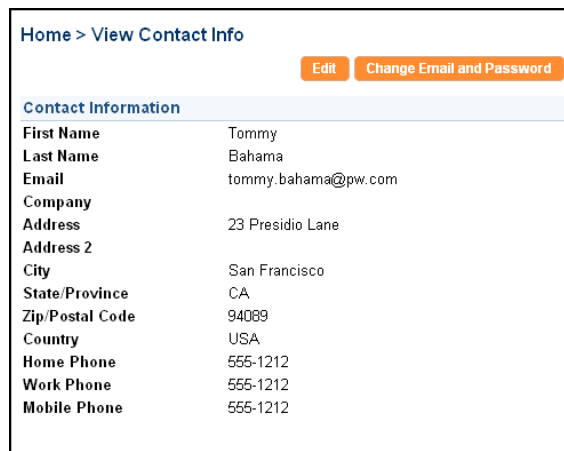 Home > View Contact Info
Edit Change Email and Password
Contact Information
First Name Tommy
Last Name Bahama
Email tommy.bahama@pw.com
Company
Address 23 Presidio Lane
Address 2
City San Francisco
State/Province CA
Zip/Postal Code 94089
Country USA
Home Phone 555-1212
Work Phone 555-1212
Mobile Phone 555-1212